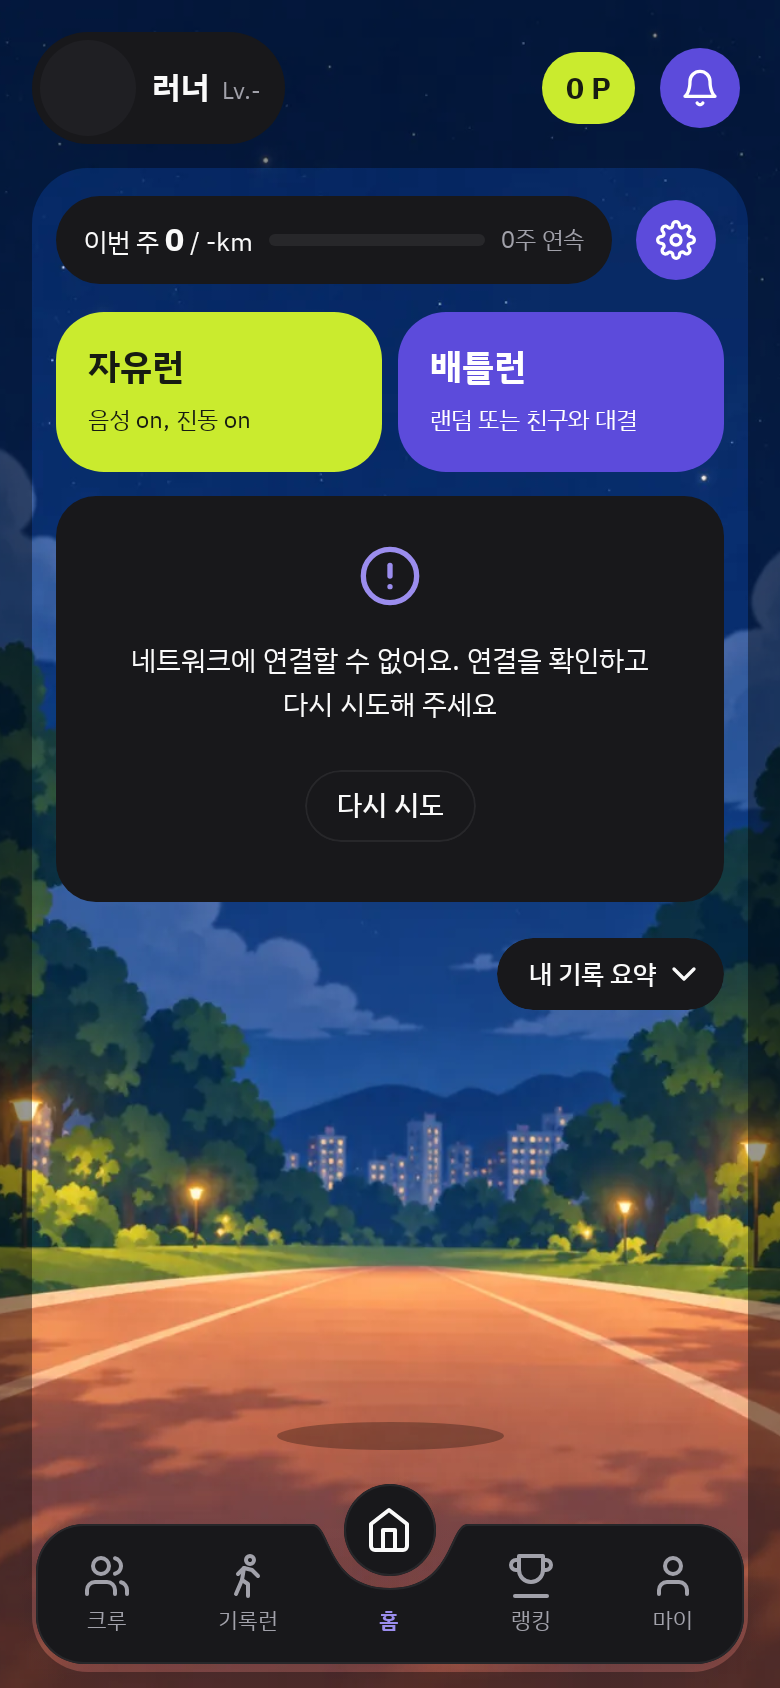 러너 Lv.-
0 P
이번 주 0 / -km
0주 연속
자유런
음성 on, 진동 on
배틀런
랜덤 또는 친구와 대결
네트워크에 연결할 수 없어요. 연결을 확인하고
다시 시도해 주세요
다시 시도
내 기록 요약
크루
기록런
홈
랭킹
마이